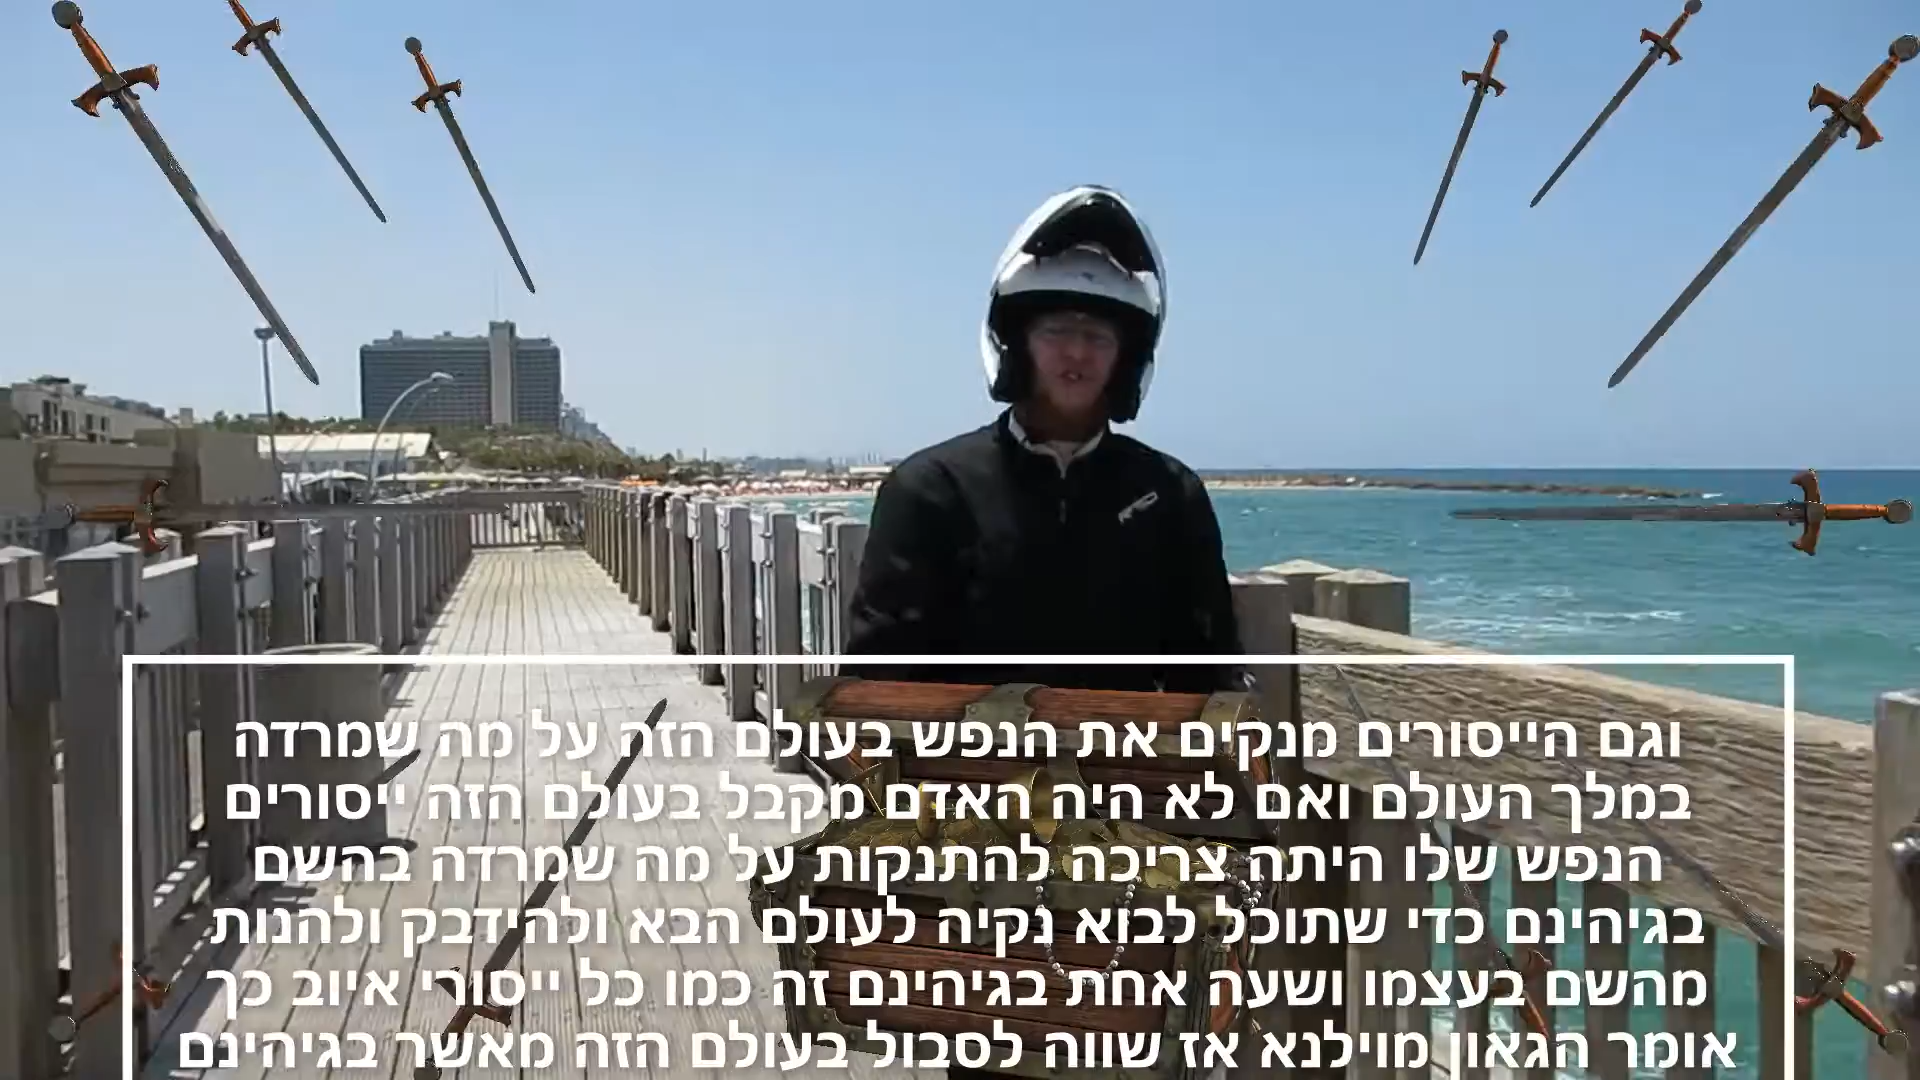 וגם הייסורים מנקים את הנפש בעולם הזה על מה שמרדה
במלך העולם ואם לא היה האדם מקבל בעולם הזה ייסורים
הנפש שלו היתה צריכה להתנקות על מה שמרדה בהשם
בגיהינם כדי שתוכל לבוא נקיה לעולם הבא ולהידבק ולהנות
מהשם בעצמו ושעה אחת בגיהינם זה כמו כל ייסורי איוב כך
אומר הגאון מוילנא אז שווה לסבול בעולם הזה מאשר בגיהינם